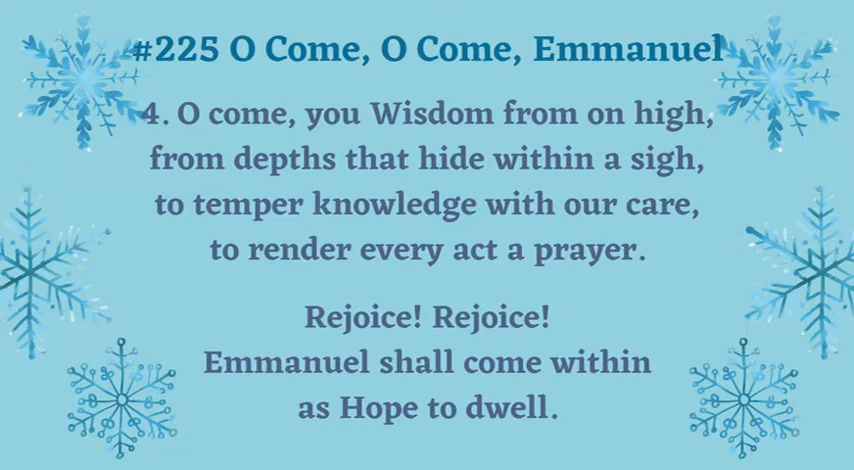 #225 O Come, O Come, Emmanuel
4. O come, you Wisdom from on high,
from depths that hide within a sigh,
to temper knowledge with our care,
to render every act a prayer.
Rejoice! Rejoice!
Emmanuel shall come within
as Hope to dwell.